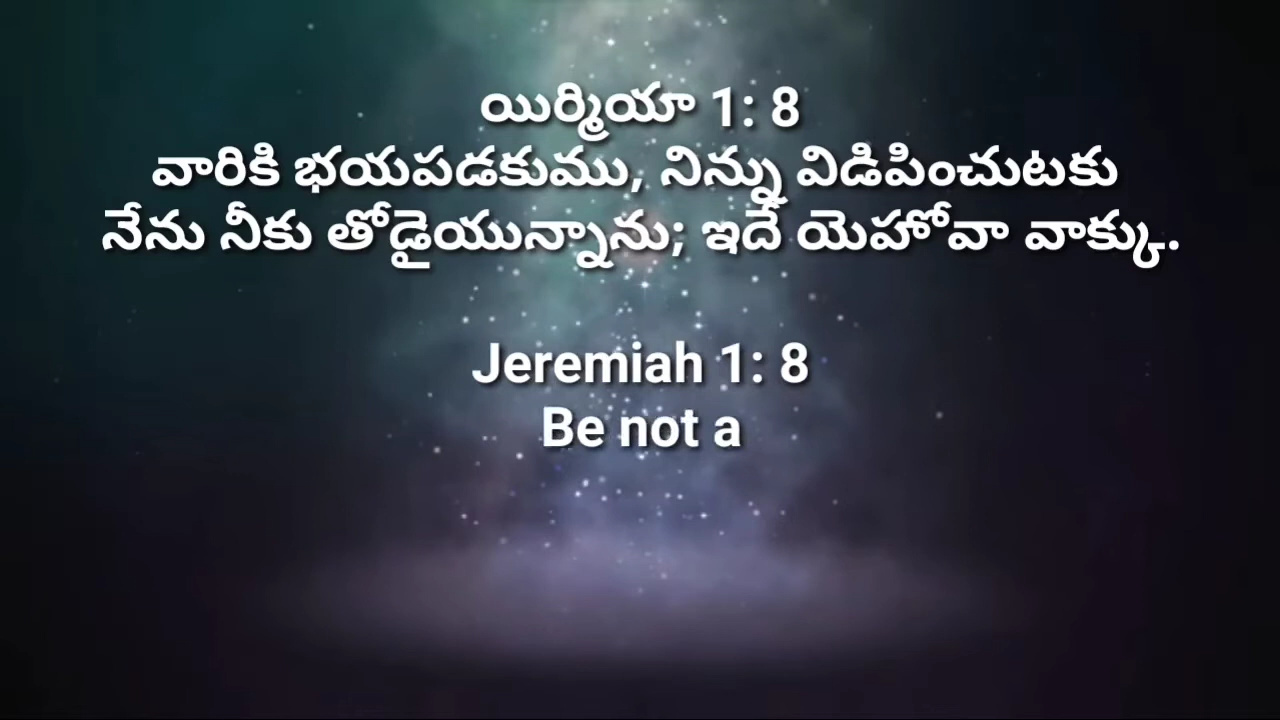 యిర్మియా 1: 8
వారికి భయపడకుము, నిన్ను విడిపించుటకు
నేను నీకు తోడైయున్నాను; ఇదే యెహోవా వాక్కు.
Jeremiah 1: 8
Be not a